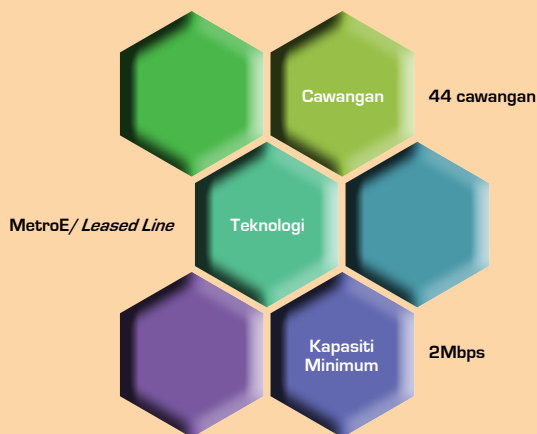 Cawangan
44 cawangan
MetroE/ Leased Line
Teknologi
Kapasiti
Minimum
2Mbps